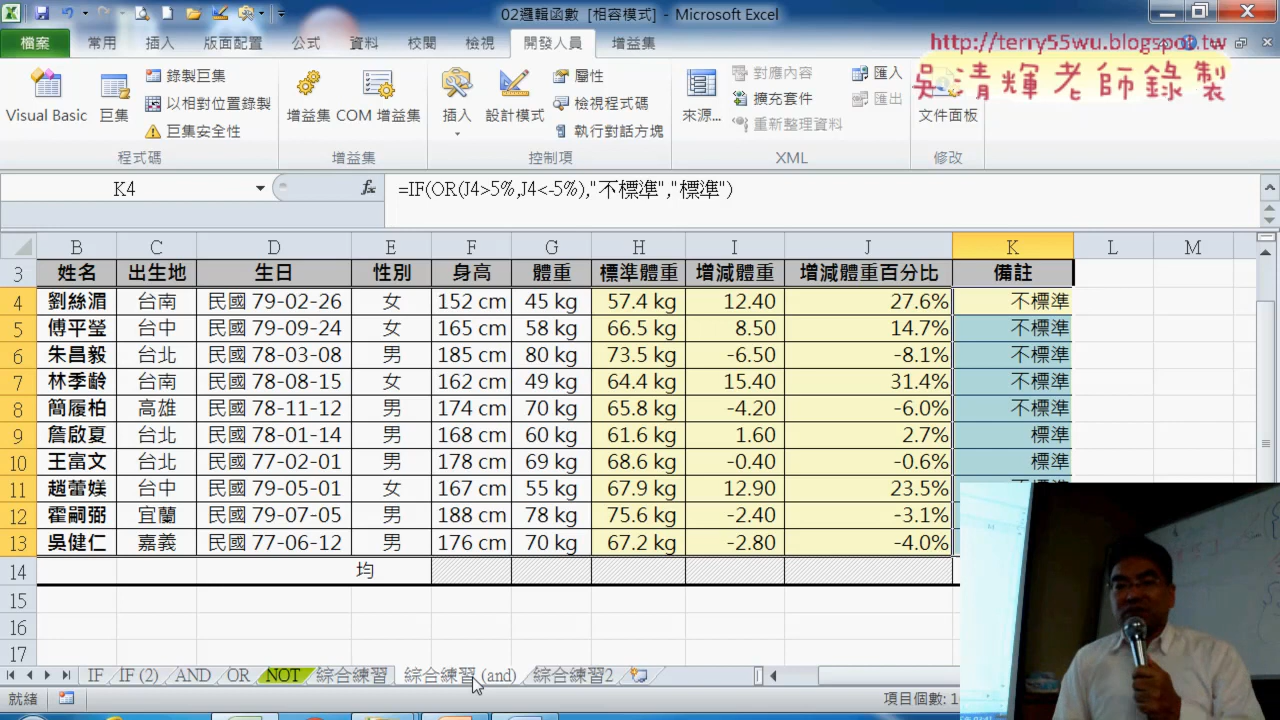 02邏輯函數 [相容模式] - Microsoft Excel
檔案 常用 插入 版面配置 公式 資料 校閱 檢視 開發人員 增益集
http://terry55wu.blogspot.tw
吳清輝老師錄製
Visual Basic 巨集 錄製巨集 以相對位置錄製 巨集安全性 程式碼
增益集 COM 增益集 增益集
插入 設計模式 屬性 檢視程式碼 執行對話方塊 控制項
來源... 對應內容 擴充套件 重新整理資料 匯入 匯出 XML
文件面板 修改
K4 fx =IF(OR(J4>5%,J4<-5%),"不標準","標準")
B C D E F G H I J K L M
3 姓名 出生地 生日 性別 身高 體重 標準體重 增減體重 增減體重百分比 備註
4 劉絲湄 台南 民國 79-02-26 女 152 cm 45 kg 57.4 kg 12.40 27.6% 不標準
5 傅平瑩 台中 民國 79-09-24 女 165 cm 58 kg 66.5 kg 8.50 14.7% 不標準
6 朱昌毅 台北 民國 78-03-08 男 185 cm 80 kg 73.5 kg -6.50 -8.1% 不標準
7 林季齡 台南 民國 78-08-15 女 162 cm 49 kg 64.4 kg 15.40 31.4% 不標準
8 簡履柏 高雄 民國 78-11-12 男 174 cm 70 kg 65.8 kg -4.20 -6.0% 不標準
9 詹啟夏 台北 民國 78-01-14 男 168 cm 60 kg 61.6 kg 1.60 2.7% 標準
10 王富文 台北 民國 77-02-01 男 178 cm 69 kg 68.6 kg -0.40 -0.6% 標準
11 趙蕾媄 台中 民國 79-05-01 女 167 cm 55 kg 67.9 kg 12.90 23.5%
12 霍嗣弼 宜蘭 民國 79-07-05 男 188 cm 78 kg 75.6 kg -2.40 -3.1%
13 吳健仁 嘉義 民國 77-06-12 男 176 cm 70 kg 67.2 kg -2.80 -4.0%
14 均
15
16
17
IF IF (2) AND OR NOT 綜合練習 綜合練習 (and) 綜合練習2
就緒 項目個數: 1